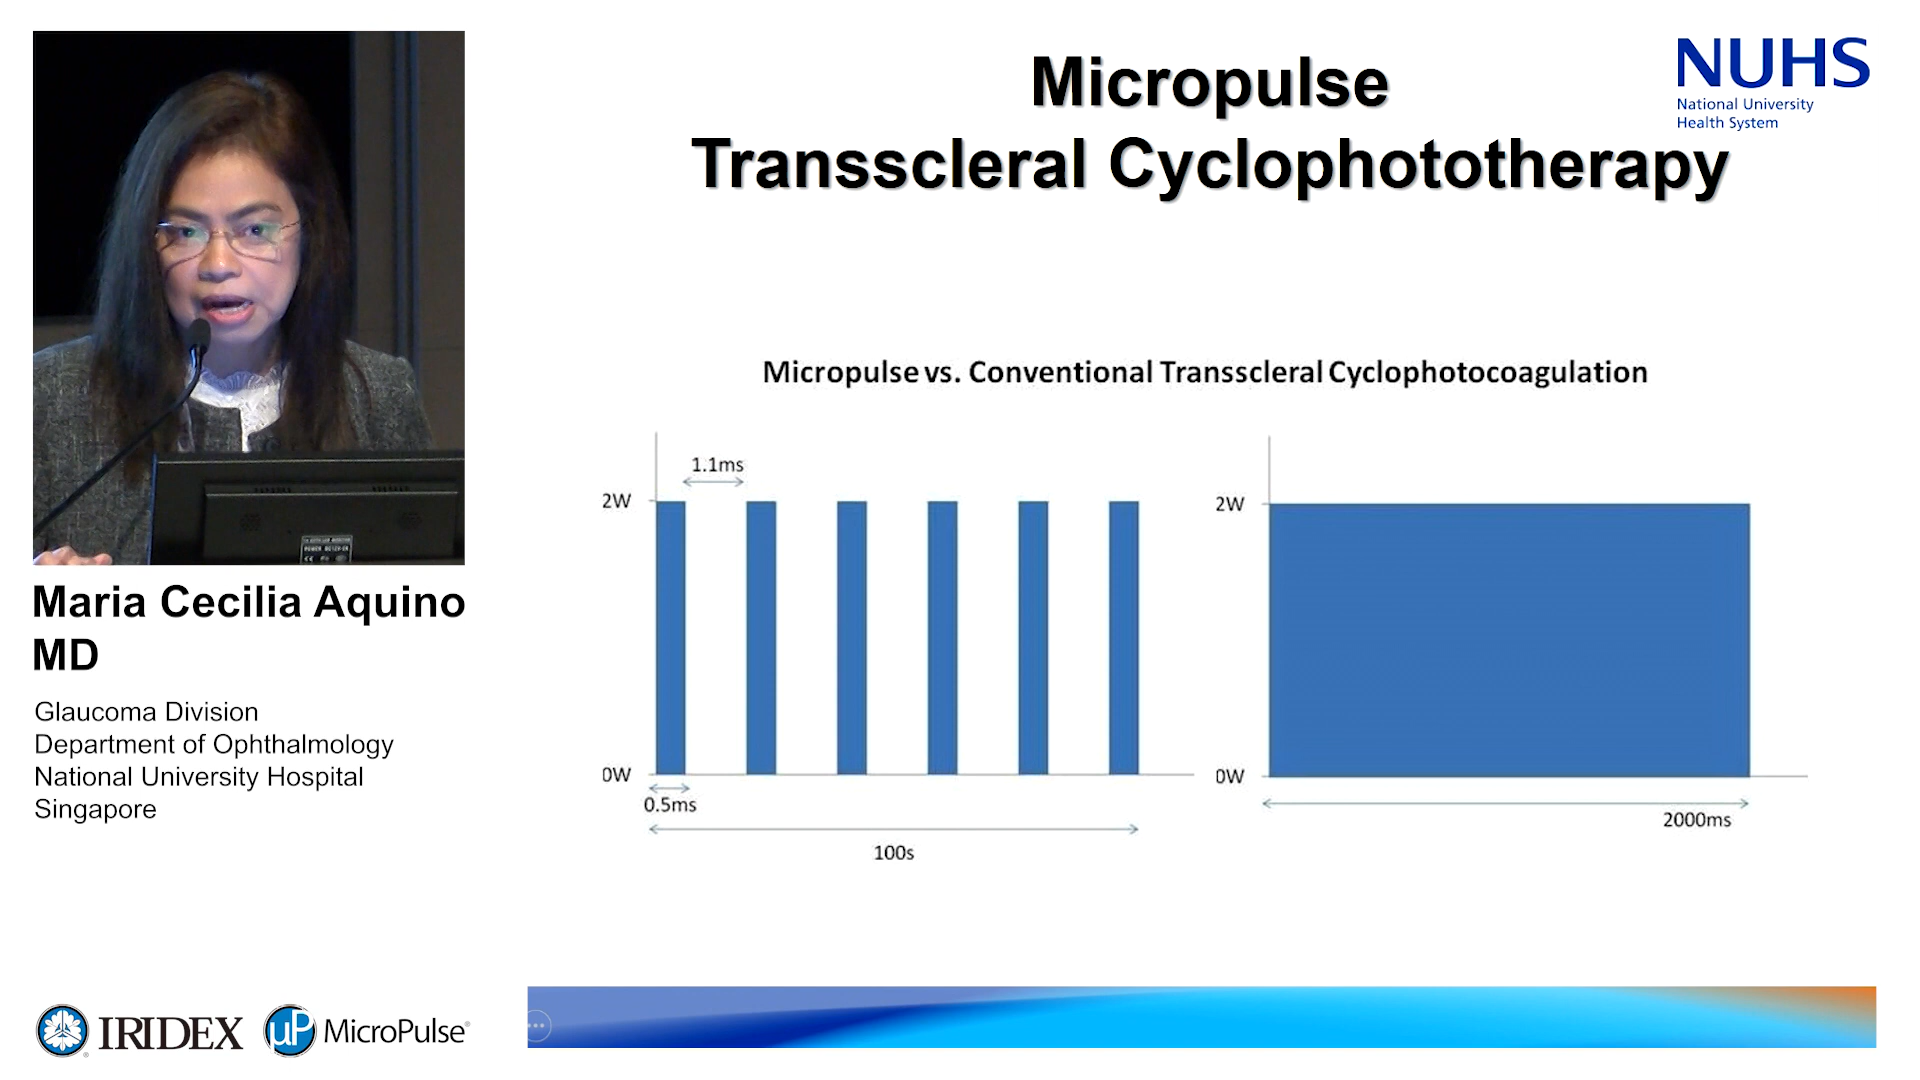 Micropulse
Transscleral Cyclophototherapy
NUHS
National University
Health System
Micropulse vs. Conventional Transscleral Cyclophotocoagulation
1.1ms
2W
0W
0.5ms
100s
2W
0W
2000ms
Maria Cecilia Aquino
MD
Glaucoma Division
Department of Ophthalmology
National University Hospital
Singapore
IRIDEX®
µP MicroPulse®